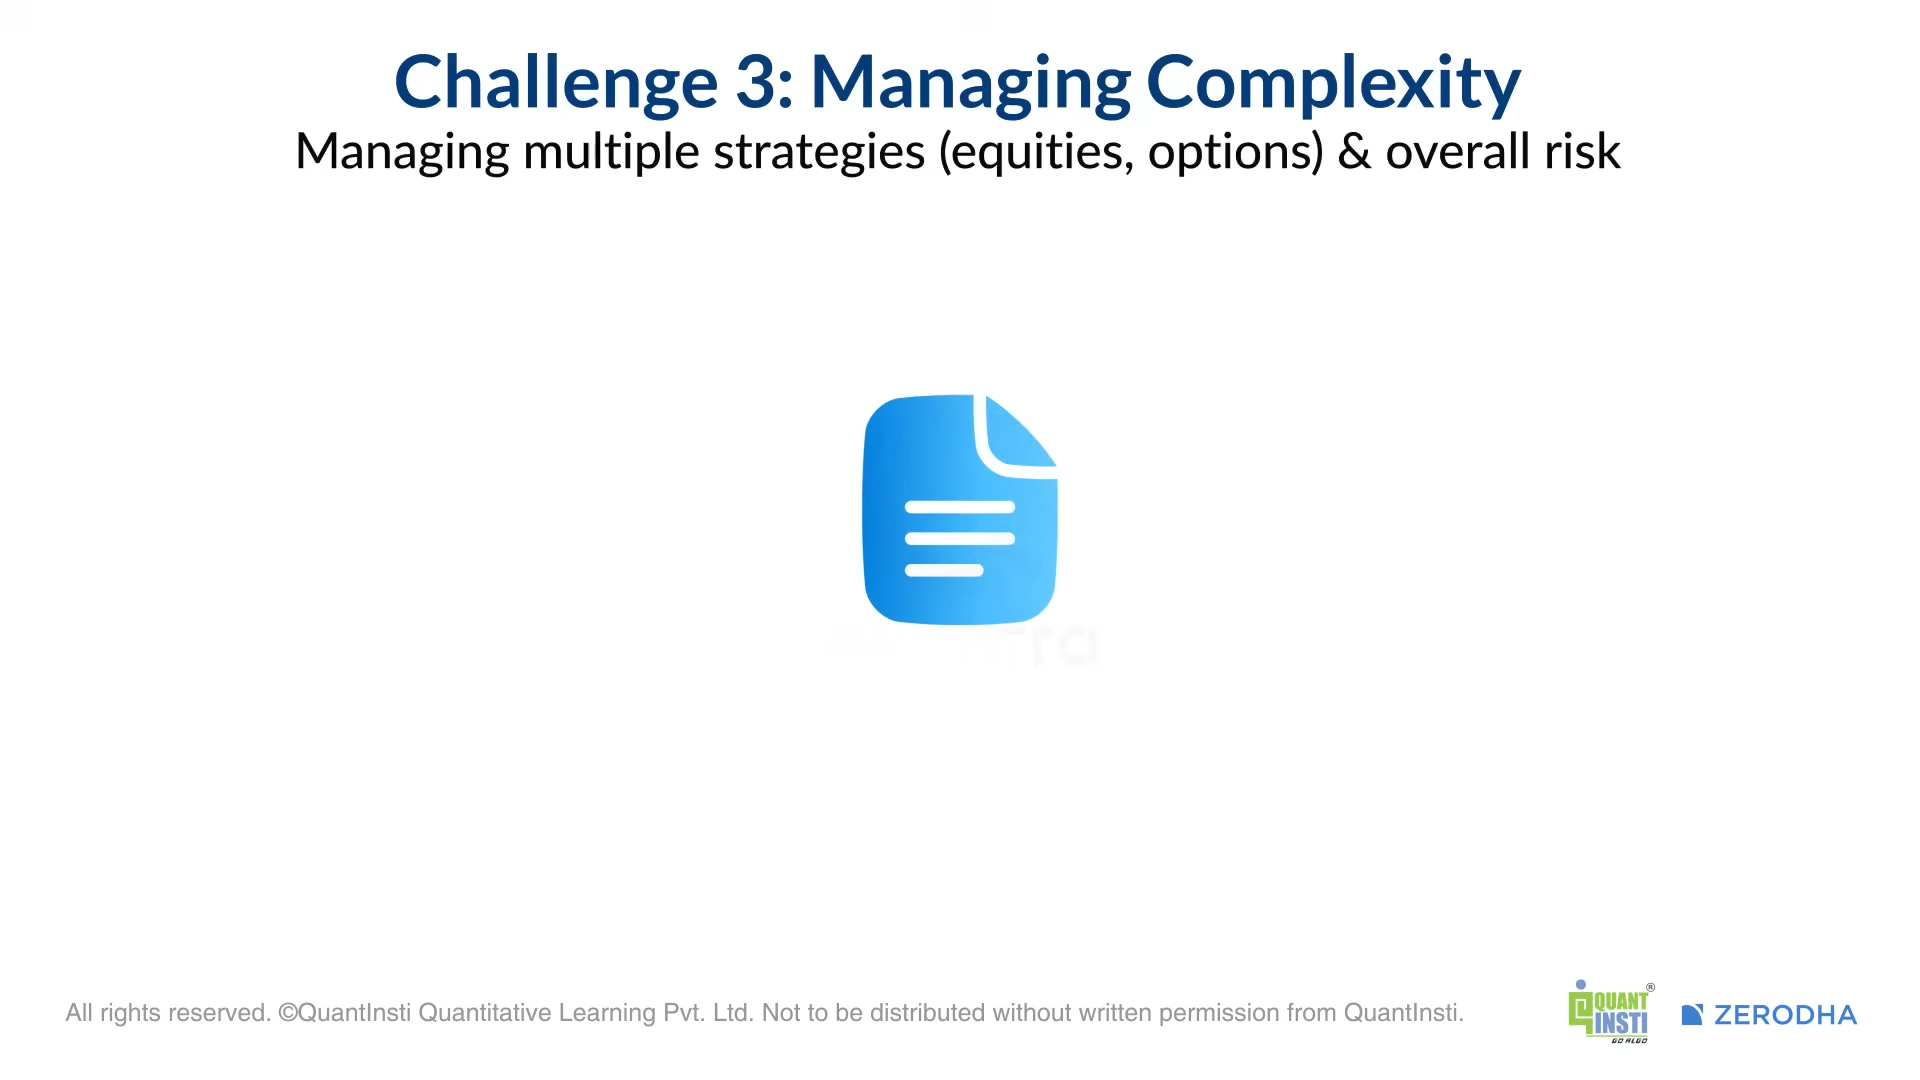 Challenge 3: Managing Complexity
Managing multiple strategies (equities, options) & overall risk
All rights reserved. ©QuantInsti Quantitative Learning Pvt. Ltd. Not to be distributed without written permission from QuantInsti.
QUANT®
INSTI
GO ALGO
ZERODHA